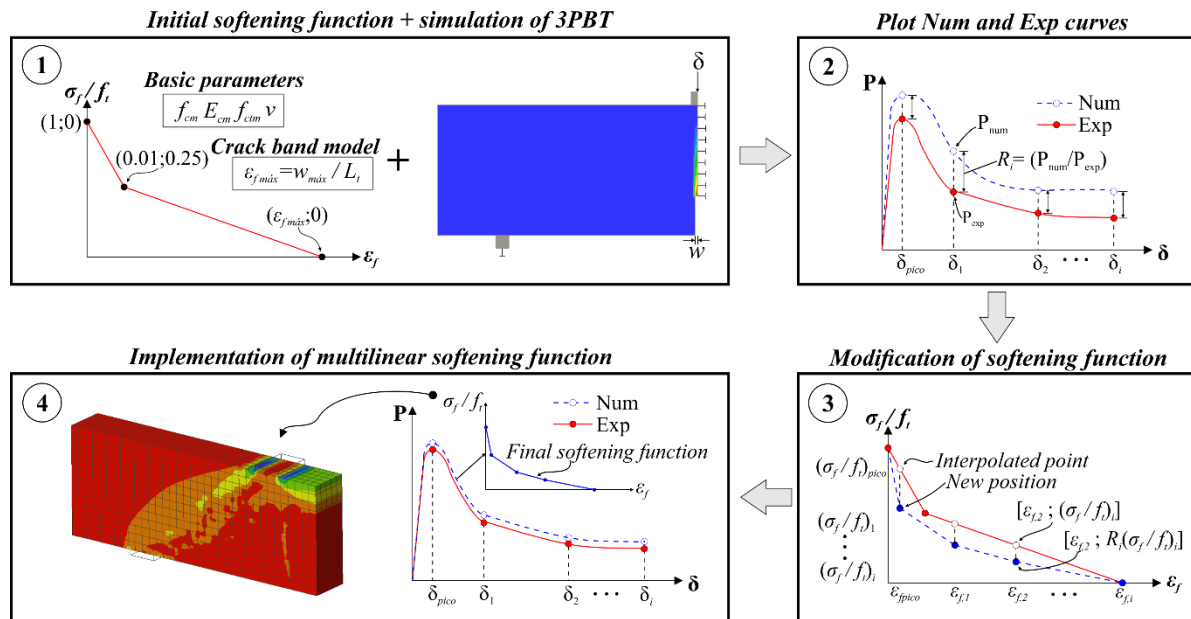 Initial softening function + simulation of 3PBT
1
σf / ft
Basic parameters
fcm Ecm fctm ν
(1;0)
(0.01;0.25)
Crack band model
εf máx=wmáx / Lt
+
(εf máx;0)
εf
δ
w
Plot Num and Exp curves
2
P
Num
Exp
Pnum
Ri= (Pnum/Pexp)
Pexp
δpico δ1 δ2 • • • δi
δ
Modification of softening function
3
σf / ft
(σf / ft)pico
Interpolated point
New position
[εf,2 ; (σf / ft)i]
(σf / ft)1
[εf,2 ; Ri(σf / ft)i]
(σf / ft)i
εfpico εf,1 εf,2 • • • εf,i
εf
Implementation of multilinear softening function
4
P
σf / ft
Num
Exp
Final softening function
εf
δpico δ1 δ2 • • • δi
δ